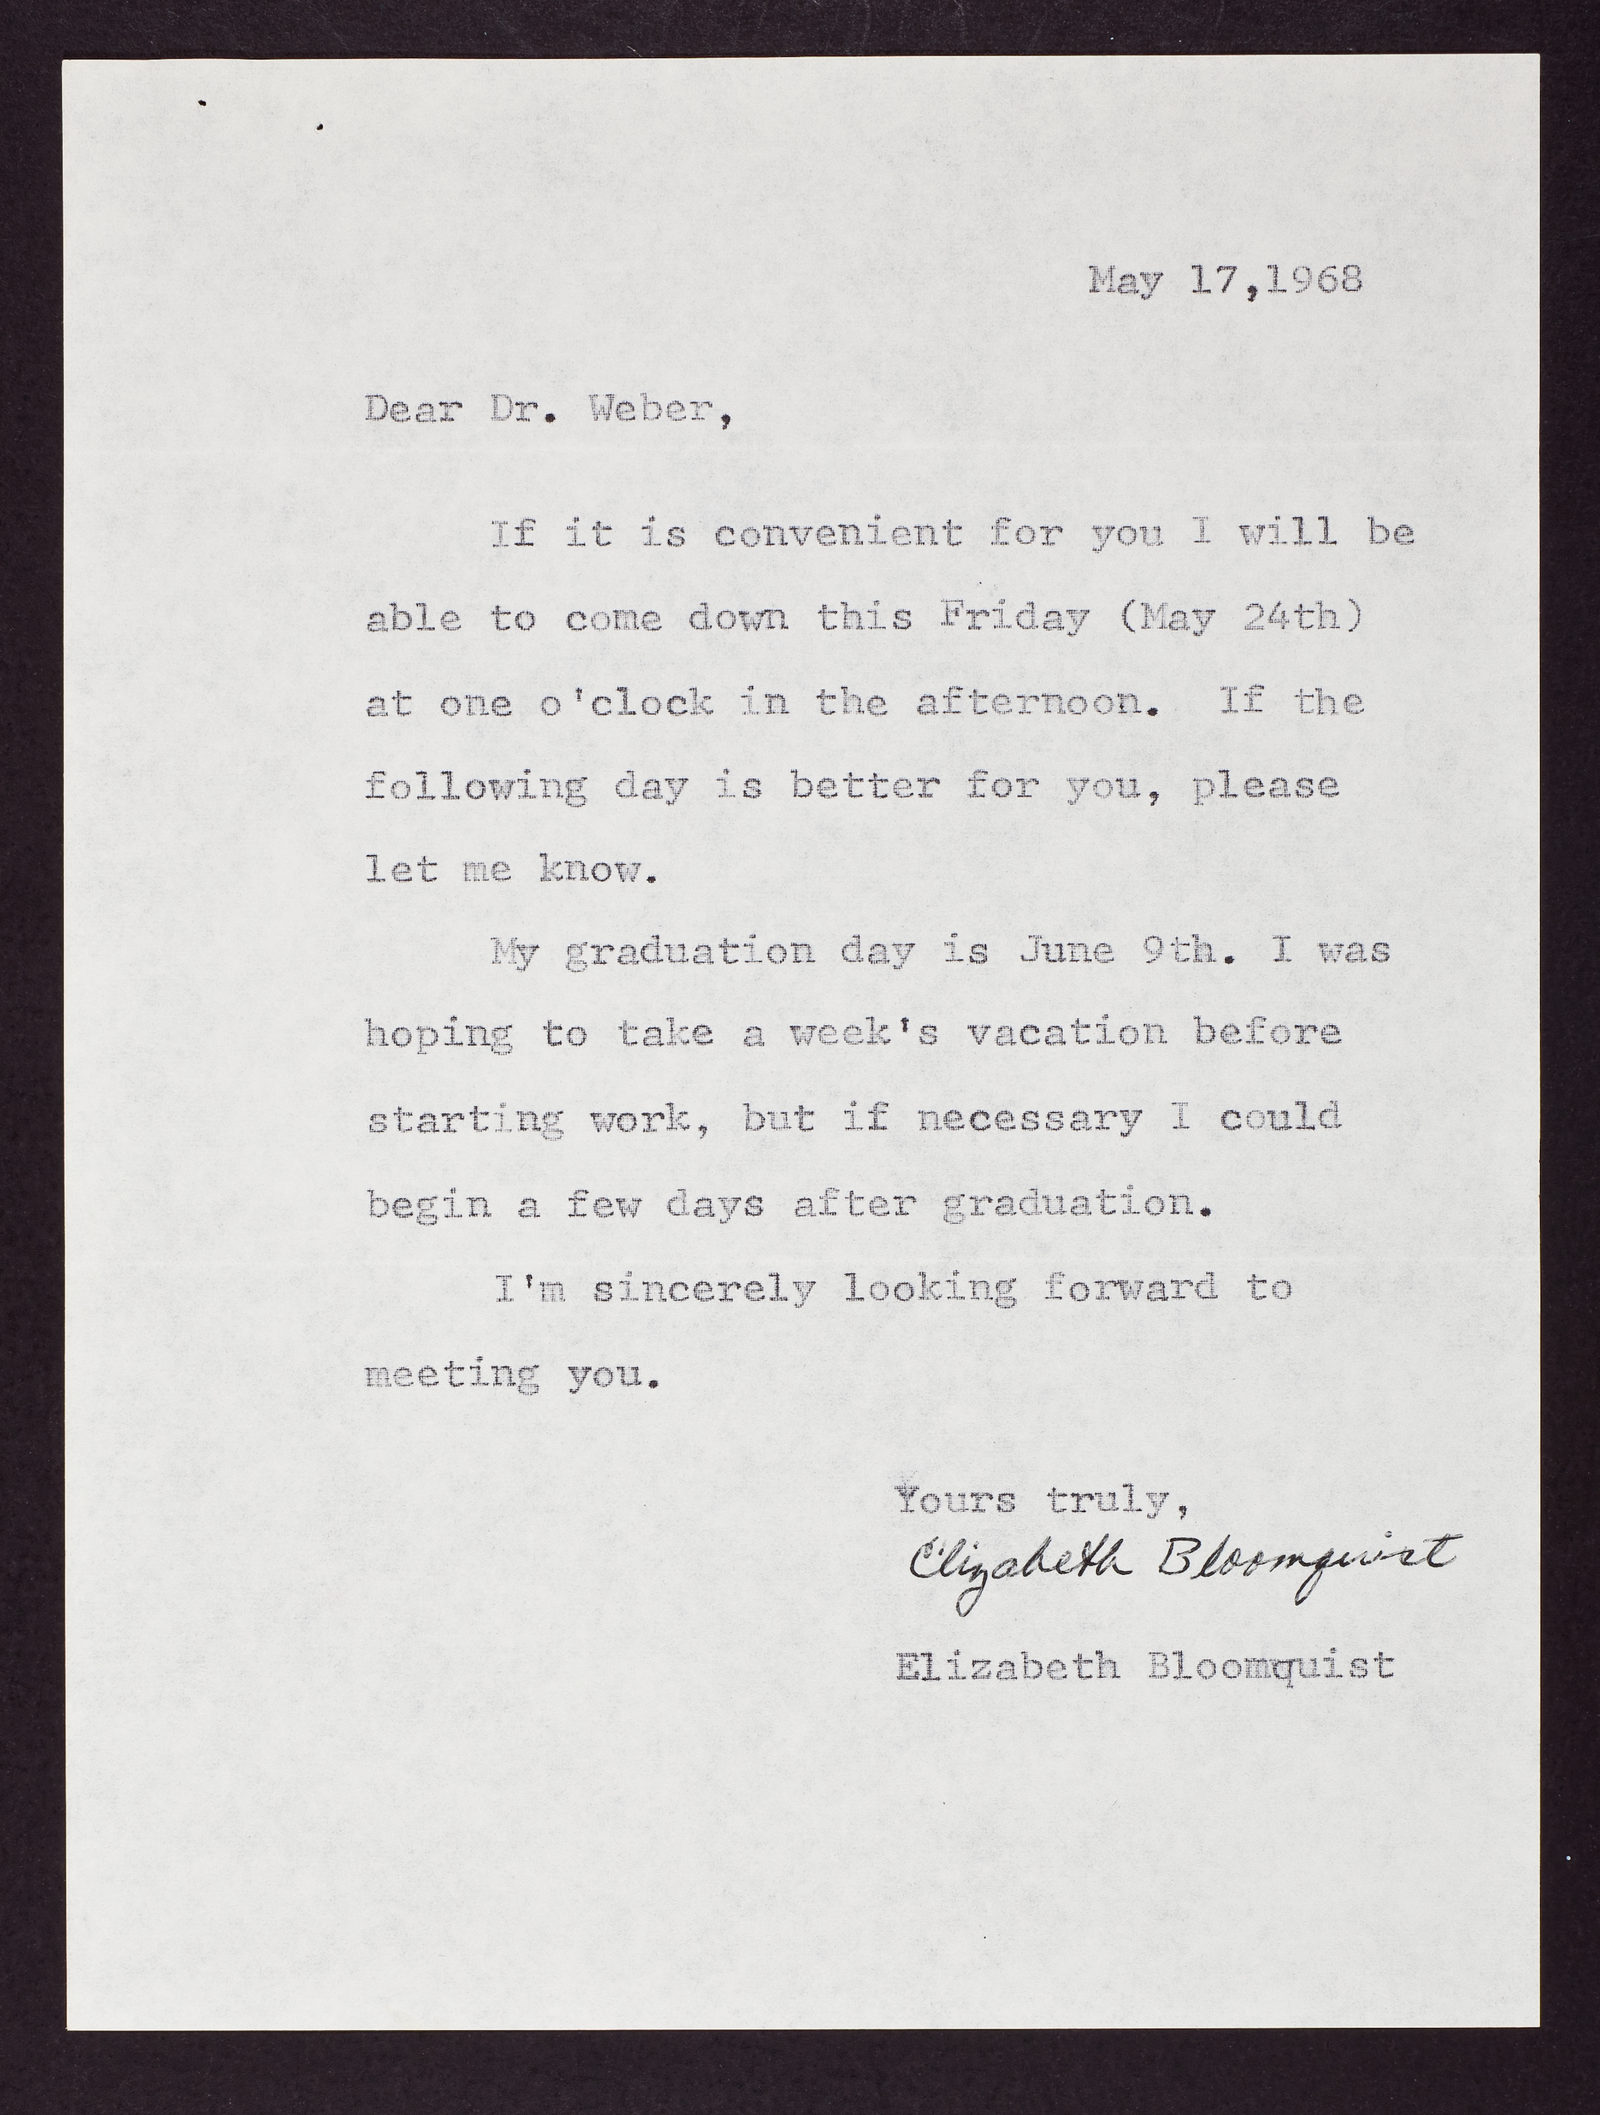 May 17,1968
Dear Dr. Weber,
If it is convenient for you I will be
able to come down this Friday (May 24th)
at one o'clock in the afternoon. If the
following day is better for you, please
let me know.
My graduation day is June 9th. I was
hoping to take a week's vacation before
starting work, but if necessary I could
begin a few days after graduation.
I'm sincerely looking forward to
meeting you.
Yours truly,
Elizabeth Bloomquist
Elizabeth Bloomquist